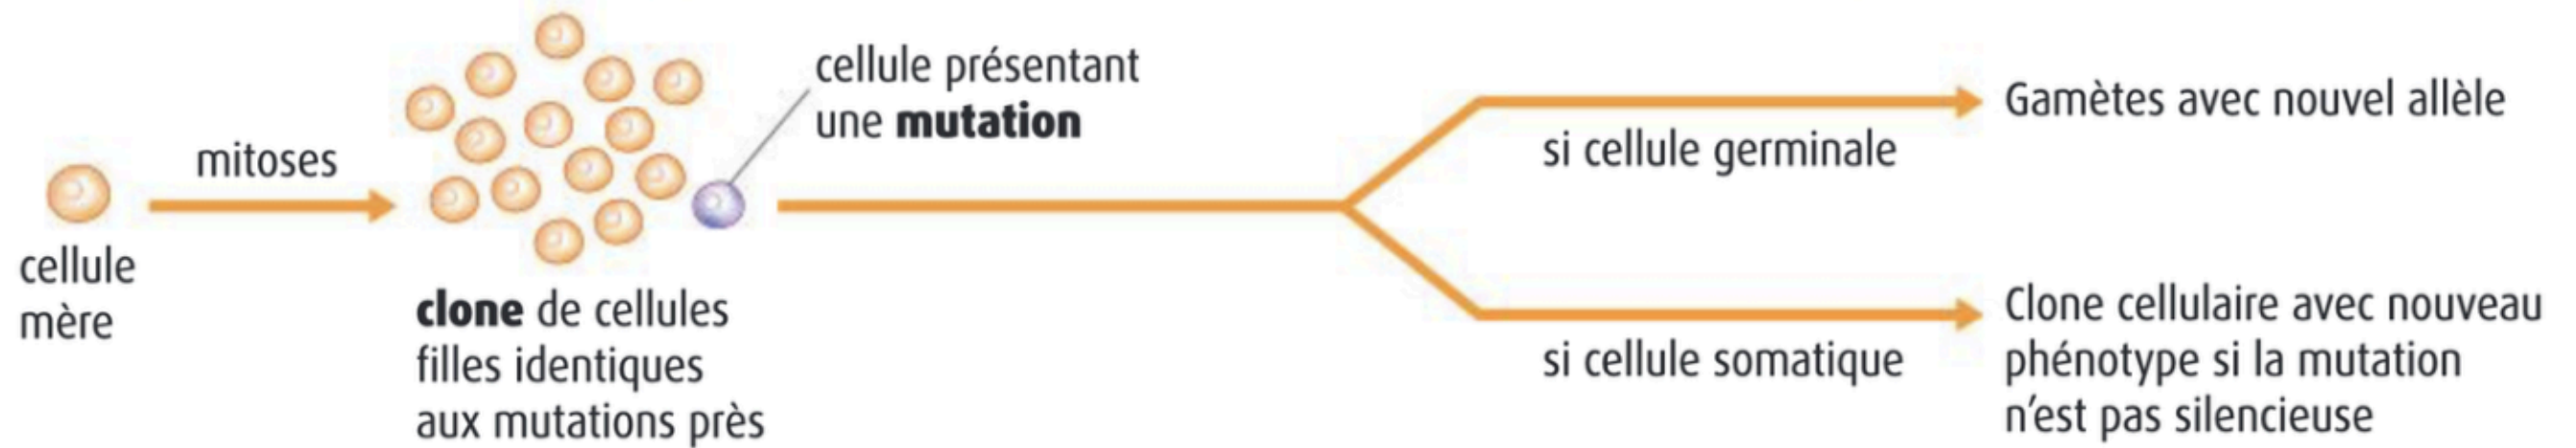 cellule
mère
mitoses
clone de cellules
filles identiques
aux mutations près
cellule présentant
une mutation
si cellule germinale
Gamètes avec nouvel allèle
si cellule somatique
Clone cellulaire avec nouveau
phénotype si la mutation
n'est pas silencieuse